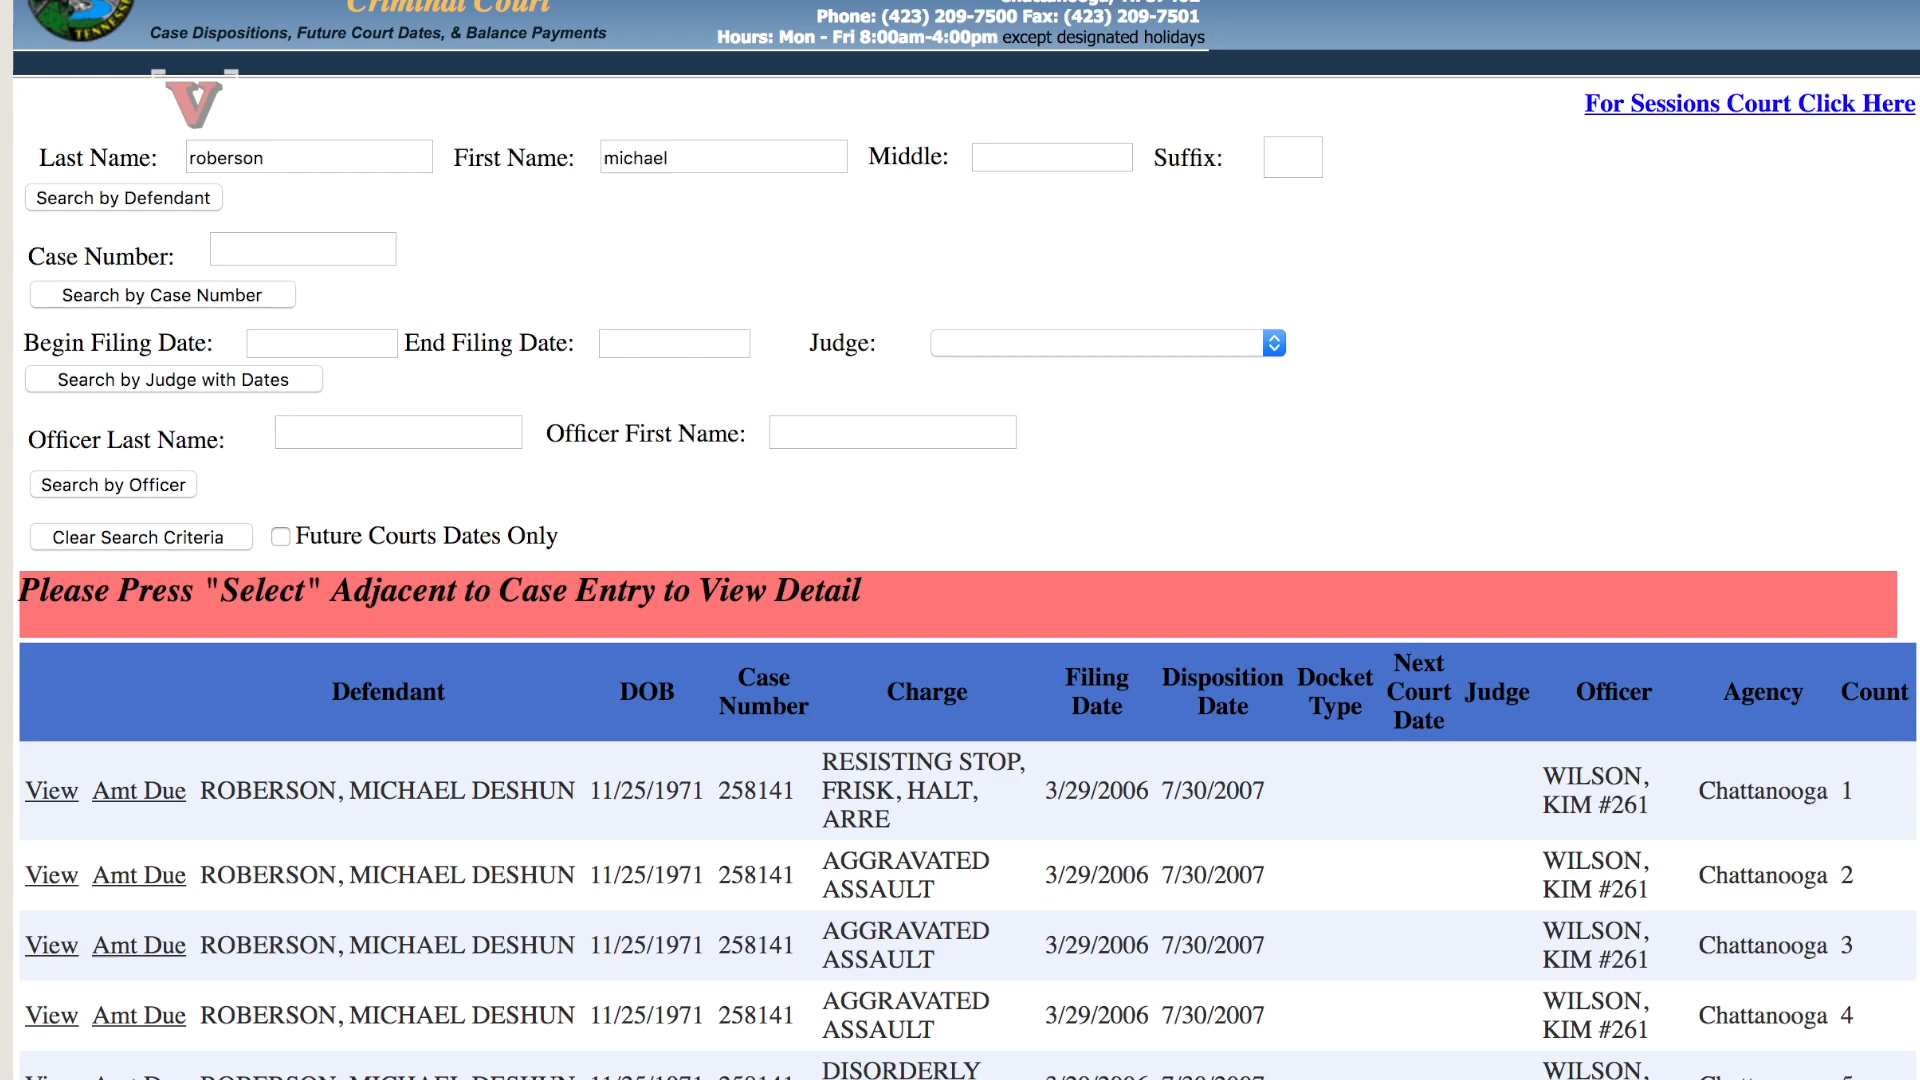 TENNESSEE
Criminal Court
Case Dispositions, Future Court Dates, & Balance Payments
Phone: (423) 209-7500 Fax: (423) 209-7501
Hours: Mon - Fri 8:00am-4:00pm except designated holidays
V
For Sessions Court Click Here
Last Name: roberson First Name: michael Middle: Suffix:
Search by Defendant
Case Number:
Search by Case Number
Begin Filing Date: End Filing Date: Judge:
Search by Judge with Dates
Officer Last Name: Officer First Name:
Search by Officer
Clear Search Criteria Future Courts Dates Only
Please Press "Select" Adjacent to Case Entry to View Detail
Defendant DOB Case Number Charge Filing Date Disposition Date Docket Type Next Court Date Judge Officer Agency Count
View Amt Due ROBERSON, MICHAEL DESHUN 11/25/1971 258141 RESISTING STOP, FRISK, HALT, ARRE 3/29/2006 7/30/2007 WILSON, KIM #261 Chattanooga 1
View Amt Due ROBERSON, MICHAEL DESHUN 11/25/1971 258141 AGGRAVATED ASSAULT 3/29/2006 7/30/2007 WILSON, KIM #261 Chattanooga 2
View Amt Due ROBERSON, MICHAEL DESHUN 11/25/1971 258141 AGGRAVATED ASSAULT 3/29/2006 7/30/2007 WILSON, KIM #261 Chattanooga 3
View Amt Due ROBERSON, MICHAEL DESHUN 11/25/1971 258141 AGGRAVATED ASSAULT 3/29/2006 7/30/2007 WILSON, KIM #261 Chattanooga 4
DISORDERLY WILSON,